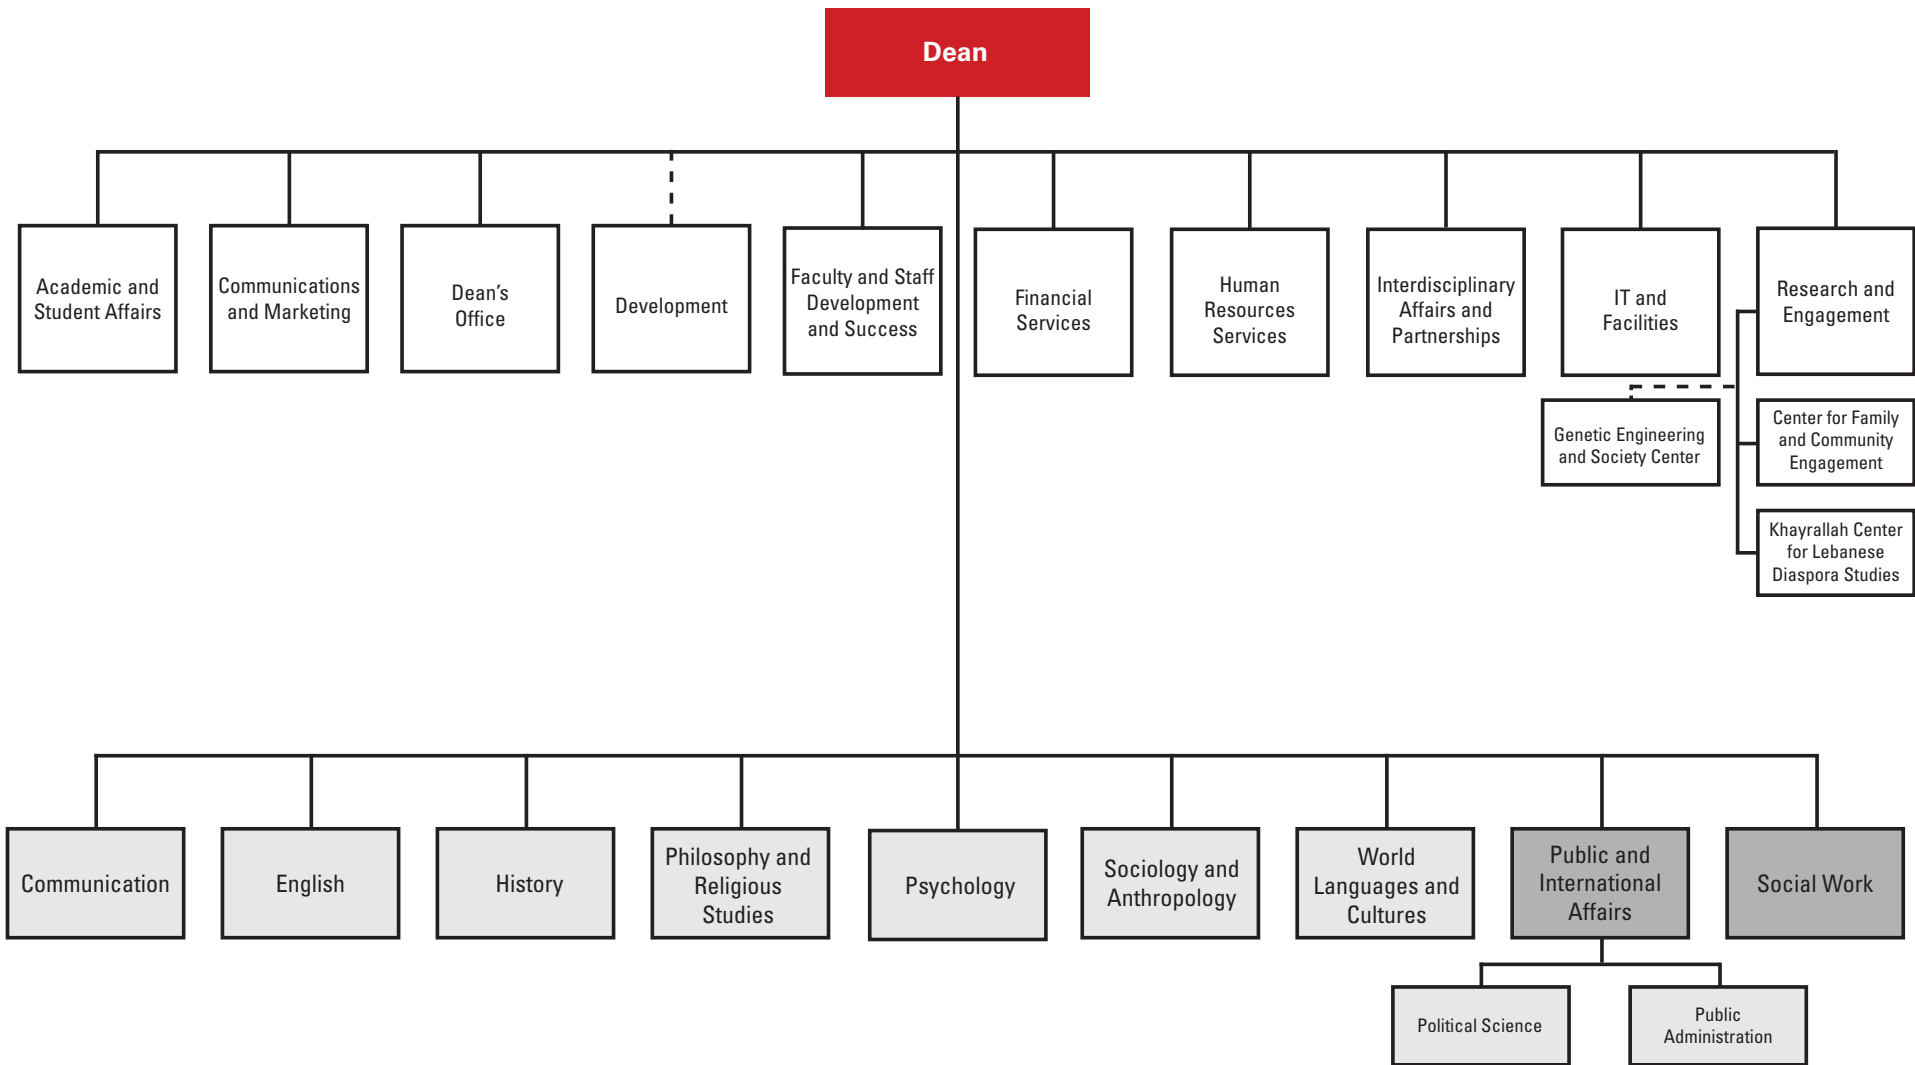 Dean
Academic and
Student Affairs
Communications
and Marketing
Dean's
Office
Development
Faculty and Staff
Development
and Success
Financial
Services
Human
Resources
Services
Interdisciplinary
Affairs and
Partnerships
IT and
Facilities
Research and
Engagement
Genetic Engineering
and Society Center
Center for Family
and Community
Engagement
Khayrallah Center
for Lebanese
Diaspora Studies
Communication
English
History
Philosophy and
Religious
Studies
Psychology
Sociology and
Anthropology
World
Languages and
Cultures
Public and
International
Affairs
Social Work
Political Science
Public
Administration